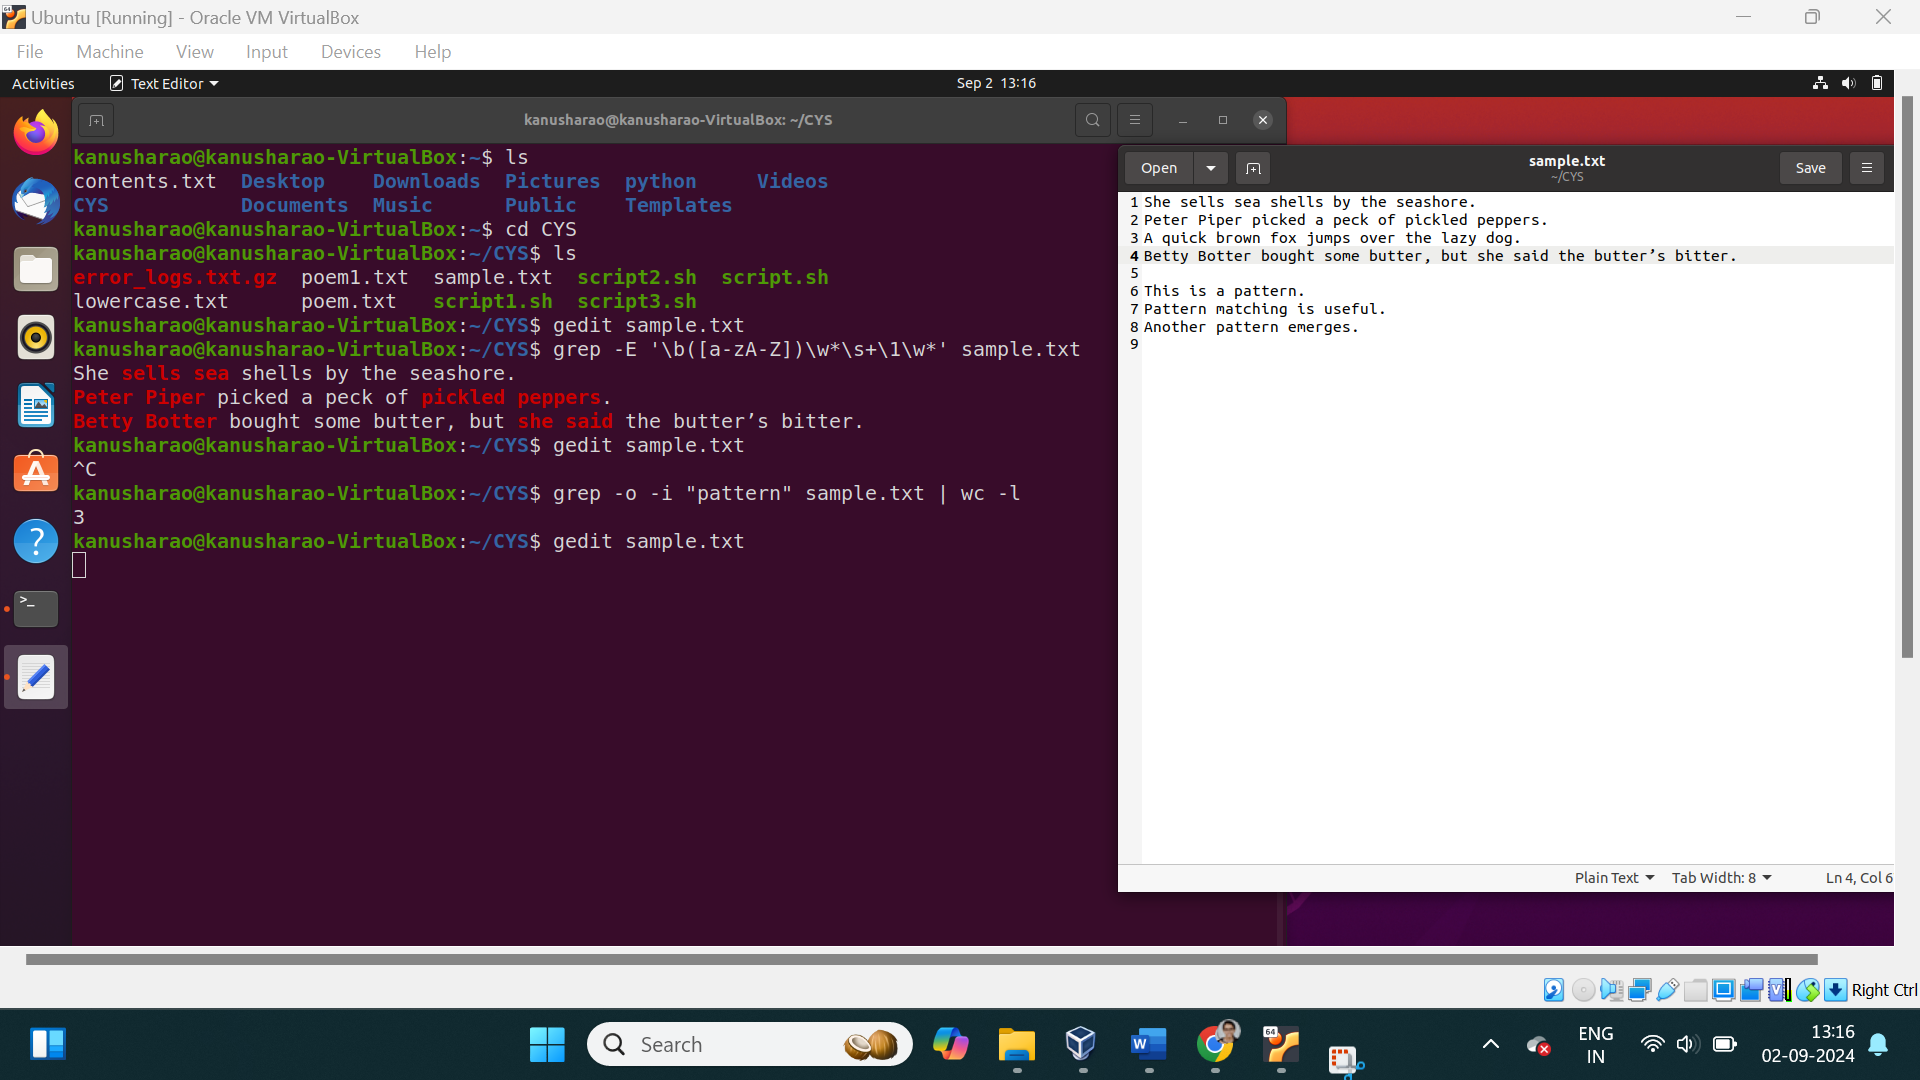 Ubuntu [Running] - Oracle VM VirtualBox
File Machine View Input Devices Help
Activities Text Editor Sep 2 13:16
kanusharao@kanusharao-VirtualBox: ~/CYS
kanusharao@kanusharao-VirtualBox:~$ ls
contents.txt Desktop Downloads Pictures python Videos
CYS Documents Music Public Templates
kanusharao@kanusharao-VirtualBox:~$ cd CYS
kanusharao@kanusharao-VirtualBox:~/CYS$ ls
error_logs.txt.gz poem1.txt sample.txt script2.sh script.sh
lowercase.txt poem.txt script1.sh script3.sh
kanusharao@kanusharao-VirtualBox:~/CYS$ gedit sample.txt
kanusharao@kanusharao-VirtualBox:~/CYS$ grep -E '\b([a-zA-Z])\w*\s+\1\w*' sample.txt
She sells sea shells by the seashore.
Peter Piper picked a peck of pickled peppers.
Betty Botter bought some butter, but she said the butter’s bitter.
kanusharao@kanusharao-VirtualBox:~/CYS$ gedit sample.txt
^C
kanusharao@kanusharao-VirtualBox:~/CYS$ grep -o -i "pattern" sample.txt | wc -l
3
kanusharao@kanusharao-VirtualBox:~/CYS$ gedit sample.txt
Open sample.txt Save
~/CYS
1 She sells sea shells by the seashore.
2 Peter Piper picked a peck of pickled peppers.
3 A quick brown fox jumps over the lazy dog.
4 Betty Botter bought some butter, but she said the butter’s bitter.
5
6 This is a pattern.
7 Pattern matching is useful.
8 Another pattern emerges.
9
Plain Text Tab Width: 8 Ln 4, Col 6
Right Ctrl
Search
ENG
IN
13:16
02-09-2024